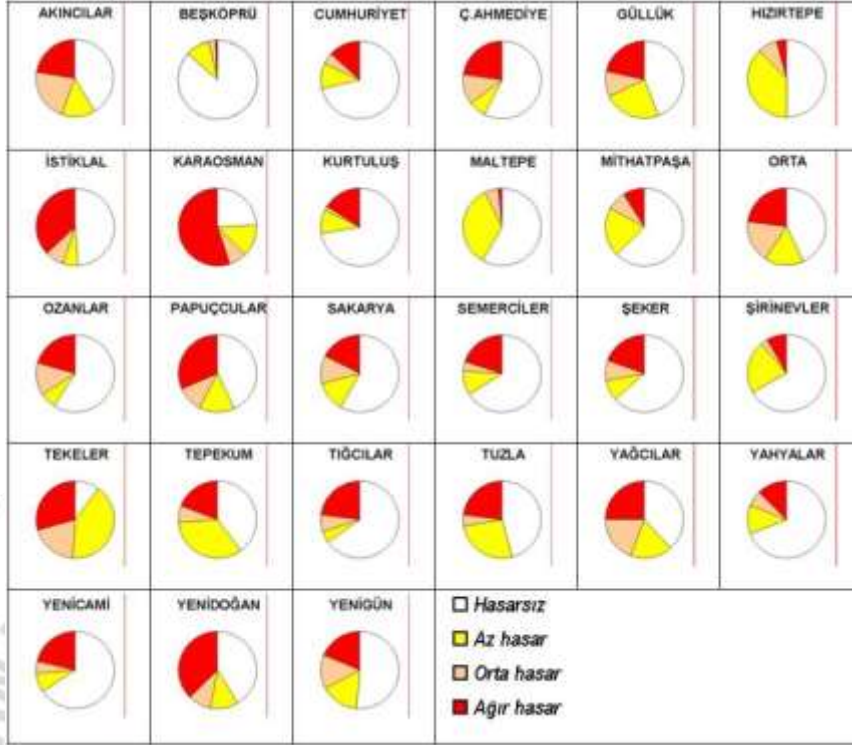 AKINCILAR
BEŞKÖPRÜ
CUMHURİYET
Ç.AHMEDİYE
GÜLLÜK
HIZIRTEPE
İSTİKLAL
KARAOSMAN
KURTULUŞ
MALTEPE
MİTHATPAŞA
ORTA
OZANLAR
PAPUÇCULAR
SAKARYA
SEMERCİLER
ŞEKER
ŞİRİNEVLER
TEKELER
TEPEKUM
TIĞCILAR
TUZLA
YAĞCILAR
YAHYALAR
YENİCAMİ
YENİDOĞAN
YENİGÜN
Hasarsız
Az hasar
Orta hasar
Ağır hasar